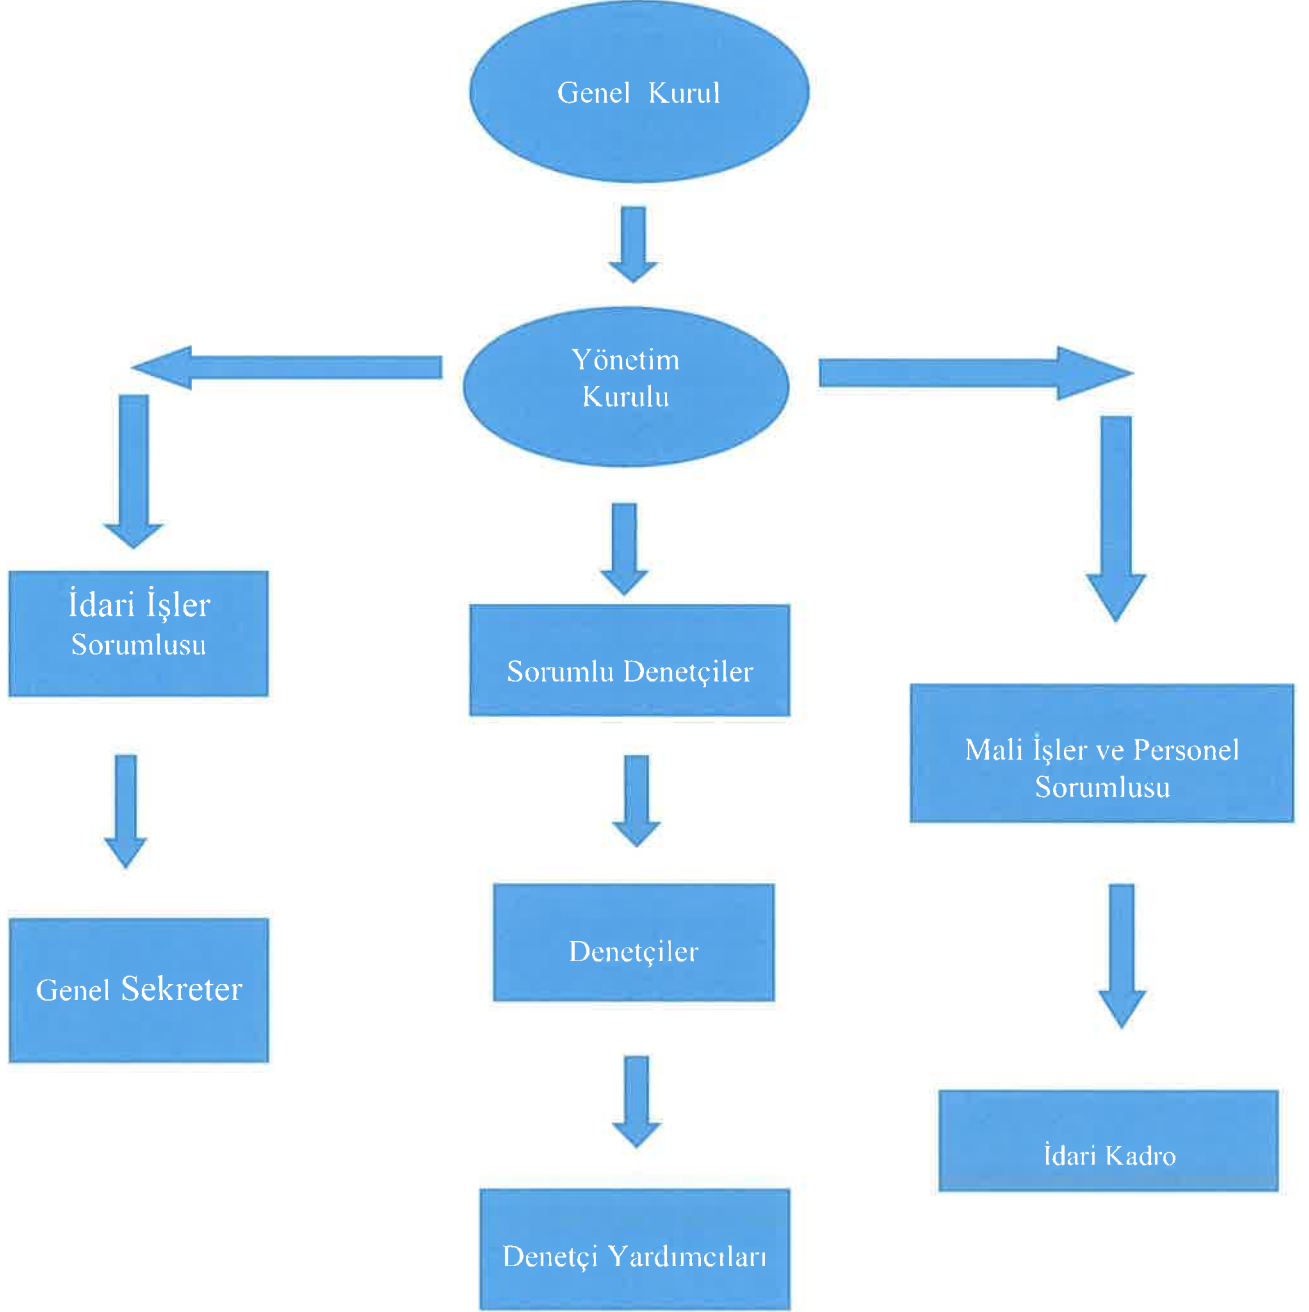 Genel Kurul
Yönetim
Kurulu
İdari İşler
Sorumlusu
Sorumlu Denetçiler
Mali İşler ve Personel
Sorumlusu
Denetçiler
Genel Sekreter
İdari Kadro
Denetçi Yardımcıları